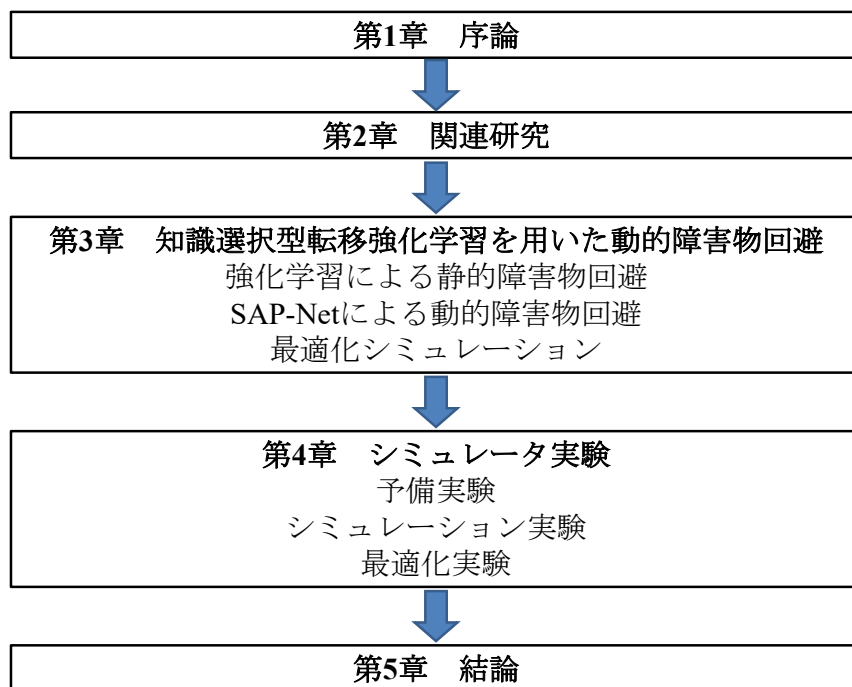 第1章　序論
第2章　関連研究
第3章　知識選択型転移強化学習を用いた動的障害物回避
強化学習による静的障害物回避
SAP-Netによる動的障害物回避
最適化シミュレーション
第4章　シミュレータ実験
予備実験
シミュレーション実験
最適化実験
第5章　結論